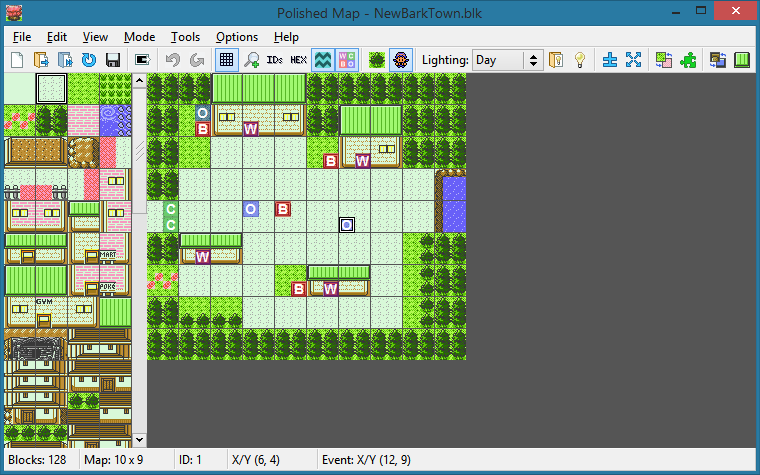 Polished Map - NewBarkTown.blk
File Edit View Mode Tools Options Help
IDs HEX W C O B Lighting: Day
O
B W
B W
C O B
C O
W
B W
MART
POKé
GYM
Blocks: 128 Map: 10 x 9 ID: 1 X/Y (6, 4) Event: X/Y (12, 9)